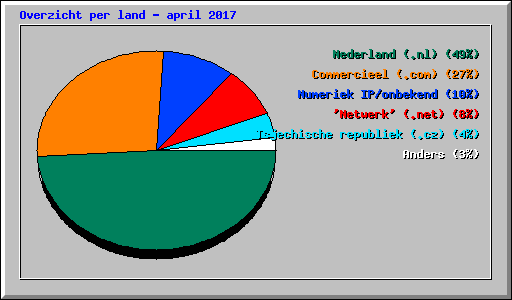 Overzicht per land - april 2017
Nederland (.nl) (49%)
Commercieel (.com) (27%)
Numeriek IP/onbekend (10%)
'Netwerk' (.net) (8%)
Tsjechische republiek (.cz) (4%)
Anders (3%)